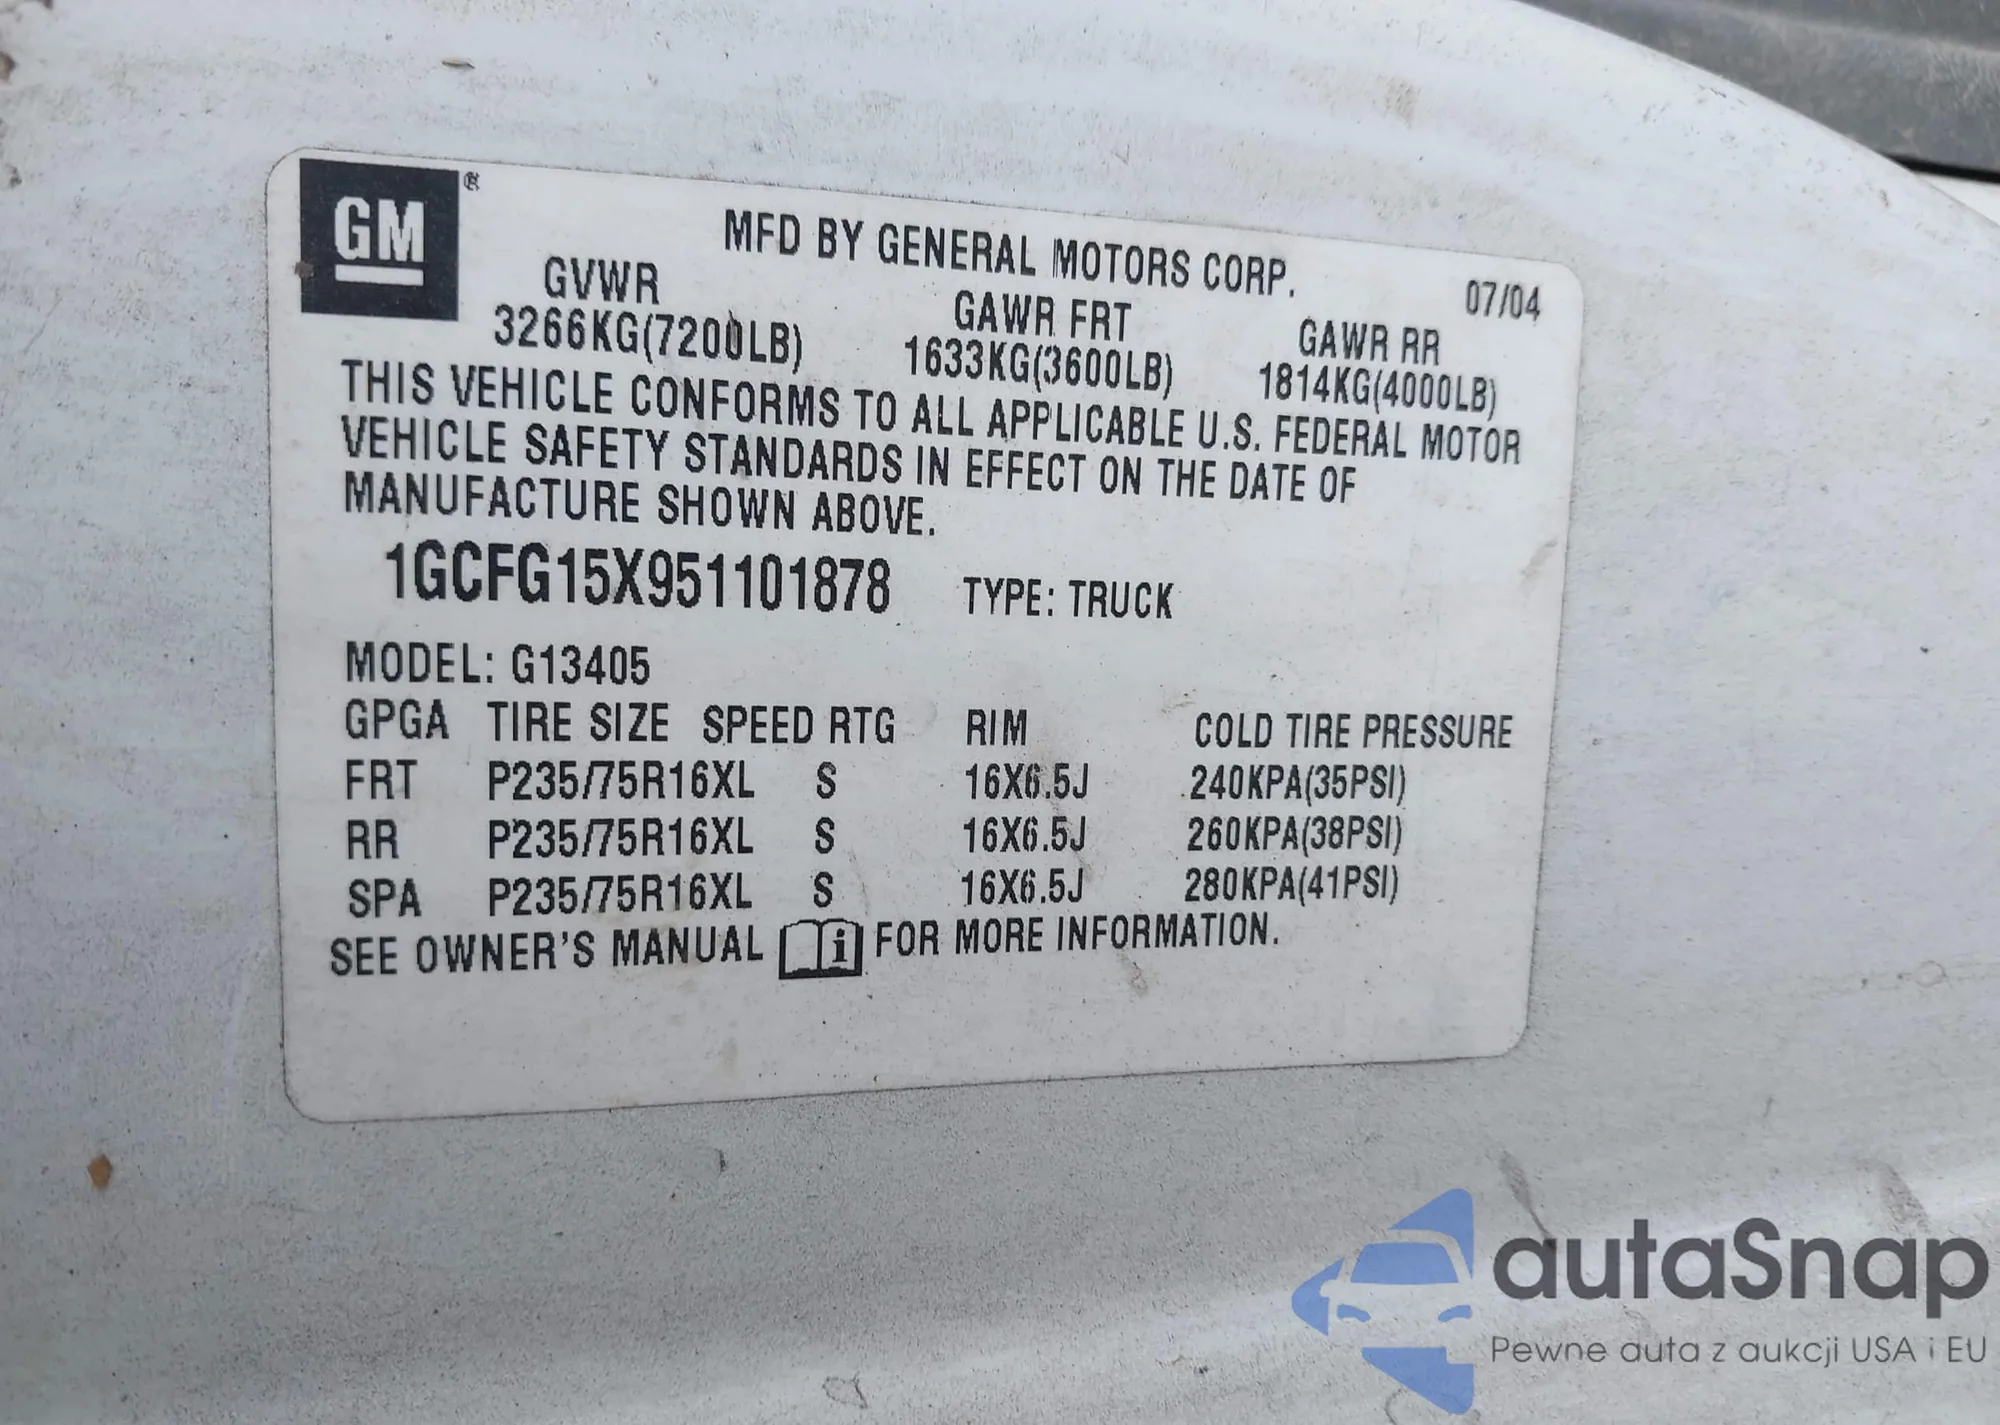 GM®
MFD BY GENERAL MOTORS CORP.
07/04
GVWR GAWR FRT GAWR RR
3266KG(7200LB) 1633KG(3600LB) 1814KG(4000LB)
THIS VEHICLE CONFORMS TO ALL APPLICABLE U.S. FEDERAL MOTOR
VEHICLE SAFETY STANDARDS IN EFFECT ON THE DATE OF
MANUFACTURE SHOWN ABOVE.
1GCFG15X951101878 TYPE: TRUCK
MODEL: G13405
GPGA TIRE SIZE SPEED RTG RIM COLD TIRE PRESSURE
FRT P235/75R16XL S 16X6.5J 240KPA(35PSI)
RR P235/75R16XL S 16X6.5J 260KPA(38PSI)
SPA P235/75R16XL S 16X6.5J 280KPA(41PSI)
SEE OWNER'S MANUAL i FOR MORE INFORMATION.
autaSnap
Pewne auta z aukcji USA i EU